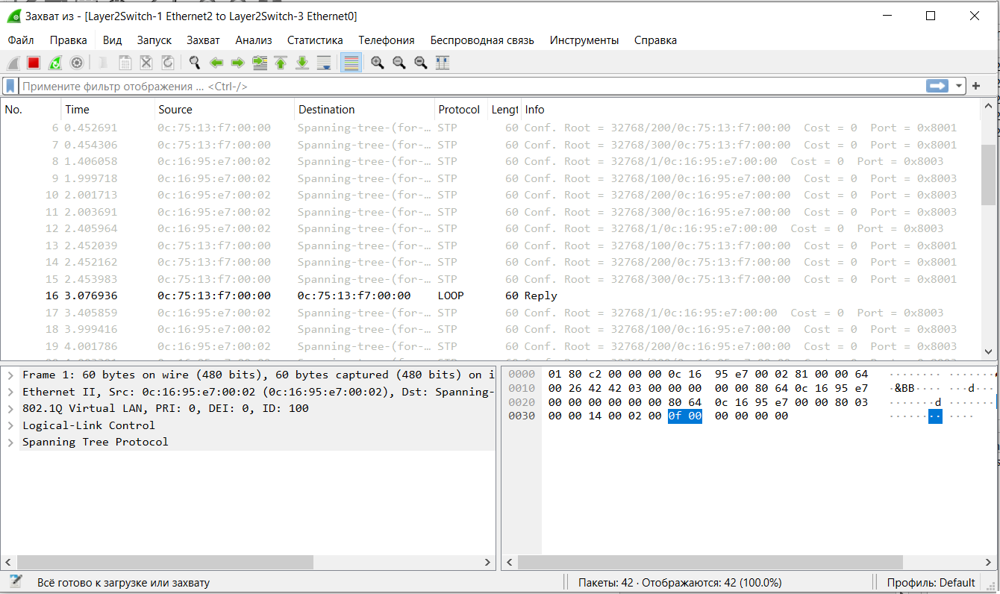 Захват из - [Layer2Switch-1 Ethernet2 to Layer2Switch-3 Ethernet0]
Файл Правка Вид Запуск Захват Анализ Статистика Телефония Беспроводная связь Инструменты Справка
Примените фильтр отображения … <Ctrl-/>
No. Time Source Destination Protocol Lengt Info
6 0.452691 0c:75:13:f7:00:00 Spanning-tree-(for-… STP 60 Conf. Root = 32768/200/0c:75:13:f7:00:00 Cost = 0 Port = 0x8001
7 0.454306 0c:75:13:f7:00:00 Spanning-tree-(for-… STP 60 Conf. Root = 32768/300/0c:75:13:f7:00:00 Cost = 0 Port = 0x8001
8 1.406058 0c:16:95:e7:00:02 Spanning-tree-(for-… STP 60 Conf. Root = 32768/1/0c:16:95:e7:00:00 Cost = 0 Port = 0x8003
9 1.999718 0c:16:95:e7:00:02 Spanning-tree-(for-… STP 60 Conf. Root = 32768/100/0c:16:95:e7:00:00 Cost = 0 Port = 0x8003
10 2.001713 0c:16:95:e7:00:02 Spanning-tree-(for-… STP 60 Conf. Root = 32768/200/0c:16:95:e7:00:00 Cost = 0 Port = 0x8003
11 2.003691 0c:16:95:e7:00:02 Spanning-tree-(for-… STP 60 Conf. Root = 32768/300/0c:16:95:e7:00:00 Cost = 0 Port = 0x8003
12 2.405964 0c:16:95:e7:00:02 Spanning-tree-(for-… STP 60 Conf. Root = 32768/1/0c:16:95:e7:00:00 Cost = 0 Port = 0x8003
13 2.452039 0c:75:13:f7:00:00 Spanning-tree-(for-… STP 60 Conf. Root = 32768/100/0c:75:13:f7:00:00 Cost = 0 Port = 0x8001
14 2.452162 0c:75:13:f7:00:00 Spanning-tree-(for-… STP 60 Conf. Root = 32768/200/0c:75:13:f7:00:00 Cost = 0 Port = 0x8001
15 2.453983 0c:75:13:f7:00:00 Spanning-tree-(for-… STP 60 Conf. Root = 32768/300/0c:75:13:f7:00:00 Cost = 0 Port = 0x8001
16 3.076936 0c:75:13:f7:00:00 0c:75:13:f7:00:00 LOOP 60 Reply
17 3.405859 0c:16:95:e7:00:02 Spanning-tree-(for-… STP 60 Conf. Root = 32768/1/0c:16:95:e7:00:00 Cost = 0 Port = 0x8003
18 3.999416 0c:16:95:e7:00:02 Spanning-tree-(for-… STP 60 Conf. Root = 32768/100/0c:16:95:e7:00:00 Cost = 0 Port = 0x8003
19 4.001786 0c:16:95:e7:00:02 Spanning-tree-(for-… STP 60 Conf. Root = 32768/200/0c:16:95:e7:00:00 Cost = 0 Port = 0x8003
Frame 1: 60 bytes on wire (480 bits), 60 bytes captured (480 bits) on i
Ethernet II, Src: 0c:16:95:e7:00:02 (0c:16:95:e7:00:02), Dst: Spanning-
802.1Q Virtual LAN, PRI: 0, DEI: 0, ID: 100
Logical-Link Control
Spanning Tree Protocol
0000 01 80 c2 00 00 00 0c 16 95 e7 00 02 81 00 00 64 ········ ·······
0010 00 26 42 42 03 00 00 00 00 00 80 64 0c 16 95 e7 ·&BB···· ···d···
0020 00 00 00 00 00 00 80 64 0c 16 95 e7 00 00 80 03 ·······d ·······
0030 00 00 14 00 02 00 0f 00 00 00 00 00 ········ ····
Всё готово к загрузке или захвату
Пакеты: 42 · Отображаются: 42 (100.0%)
Профиль: Default